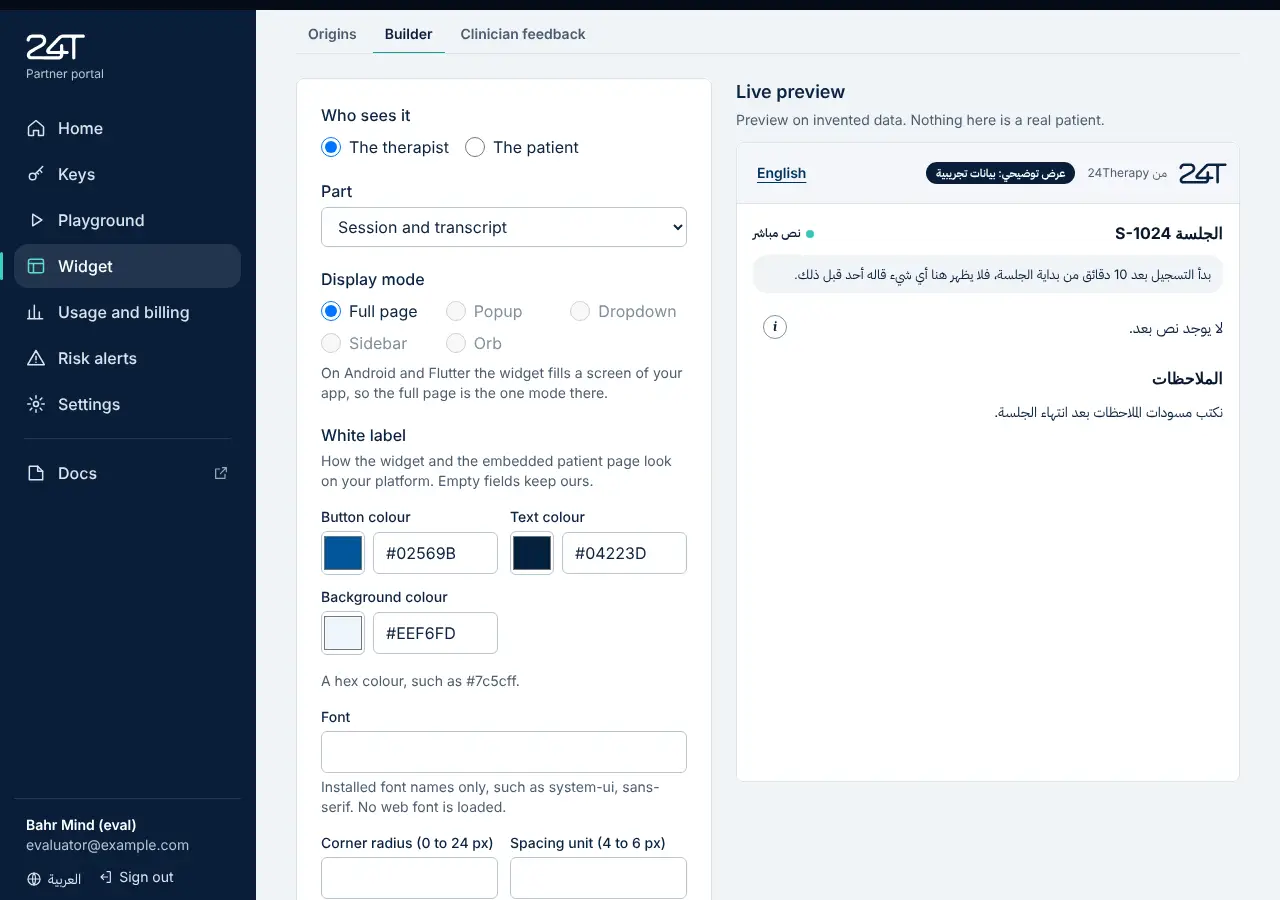 24T
Partner portal
Home
Keys
Playground
Widget
Usage and billing
Risk alerts
Settings
Docs
Bahr Mind (eval)
evaluator@example.com
العربية
Sign out
Origins
Builder
Clinician feedback
Who sees it
The therapist
The patient
Part
Session and transcript
Display mode
Full page
Popup
Dropdown
Sidebar
Orb
On Android and Flutter the widget fills a screen of your
app, so the full page is the one mode there.
White label
How the widget and the embedded patient page look
on your platform. Empty fields keep ours.
Button colour
Text colour
#02569B
#04223D
Background colour
#EEF6FD
A hex colour, such as #7c5cff.
Font
Installed font names only, such as system-ui, sans-
serif. No web font is loaded.
Corner radius (0 to 24 px)
Spacing unit (4 to 6 px)
Live preview
Preview on invented data. Nothing here is a real patient.
24T
من 24Therapy
عرض توضيحي: بيانات تجريبية
English
الجلسة S-1024
نص مباشر
بدأ التسجيل بعد 10 دقائق من بداية الجلسة، فلا يظهر هنا أي شيء قاله أحد قبل ذلك.
لا يوجد نص بعد.
i
الملاحظات
نكتب مسودات الملاحظات بعد انتهاء الجلسة.